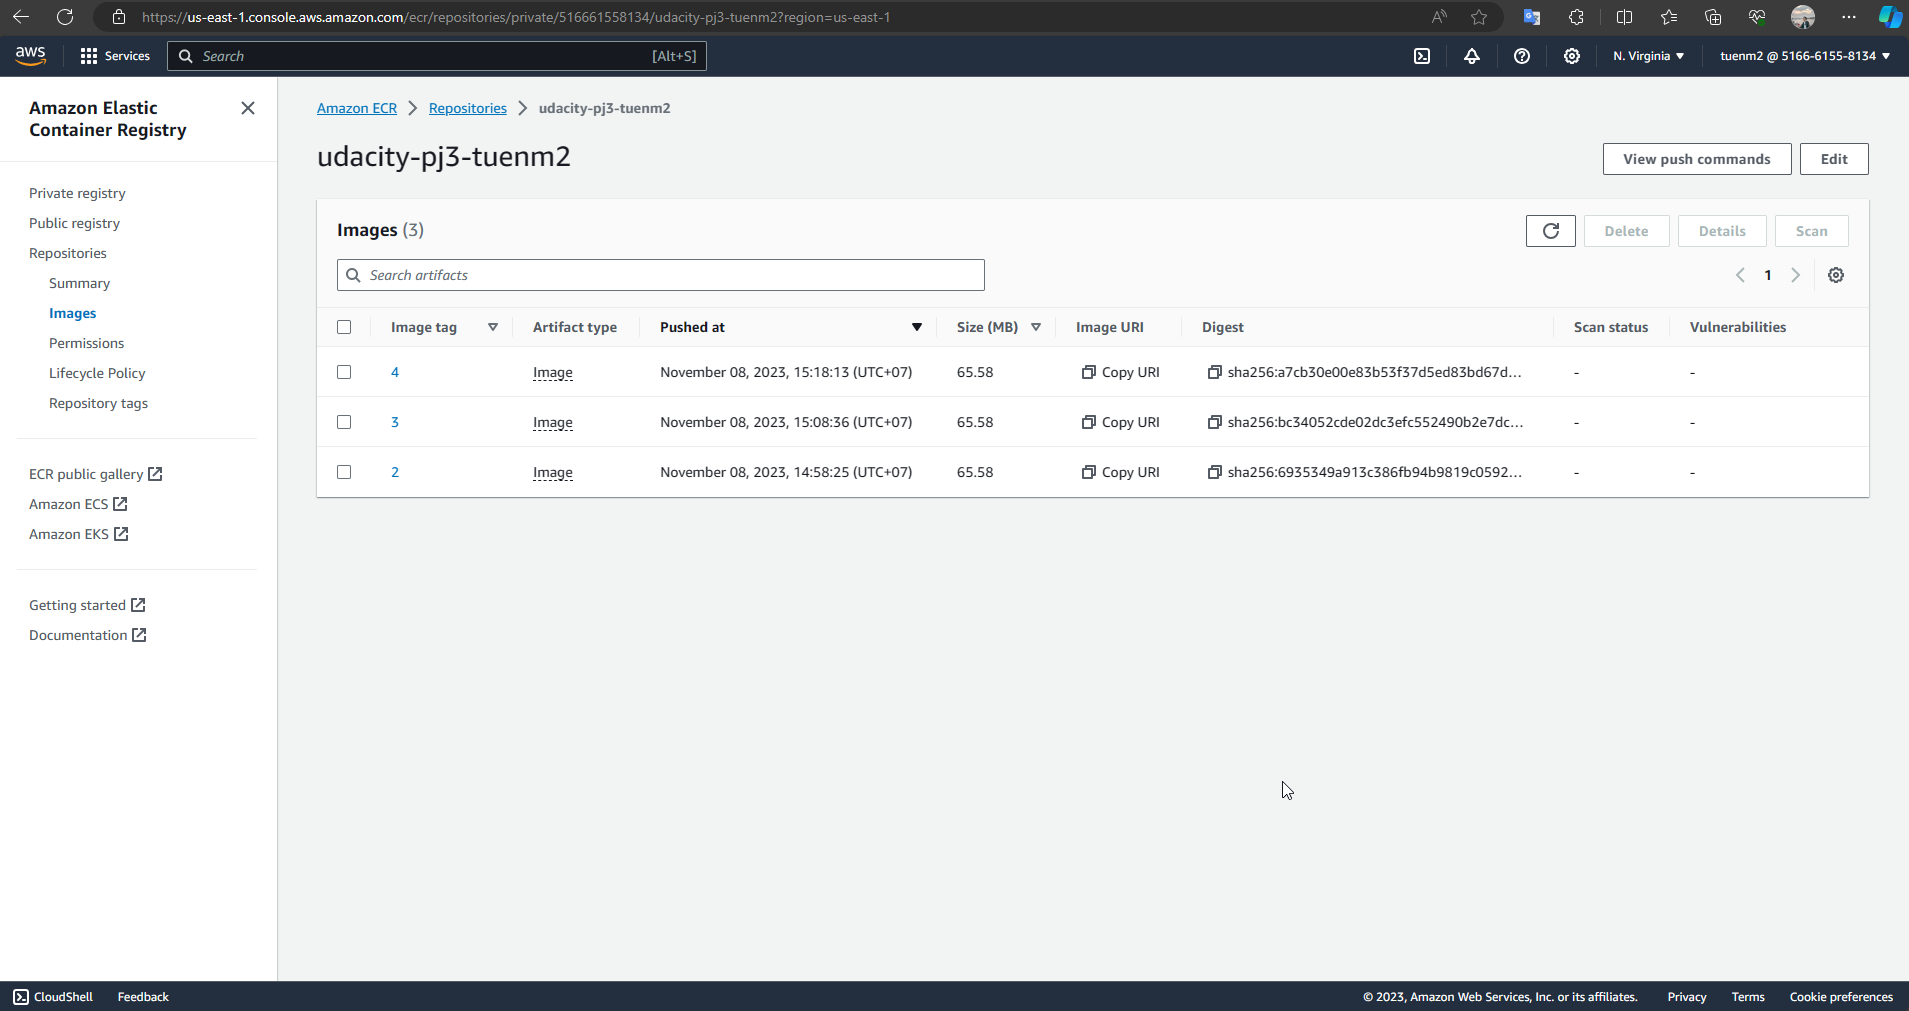 https://us-east-1.console.aws.amazon.com/ecr/repositories/private/516661558134/udacity-pj3-tuenm2?region=us-east-1
aws Services Search [Alt+S] N. Virginia tuenm2 @ 5166-6155-8134
Amazon Elastic
Container Registry
Private registry
Public registry
Repositories
Summary
Images
Permissions
Lifecycle Policy
Repository tags
ECR public gallery
Amazon ECS
Amazon EKS
Getting started
Documentation
Amazon ECR Repositories udacity-pj3-tuenm2
udacity-pj3-tuenm2
View push commands Edit
Images (3)
Delete Details Scan
Search artifacts
1
Image tag Artifact type Pushed at Size (MB) Image URI Digest Scan status Vulnerabilities
4 Image November 08, 2023, 15:18:13 (UTC+07) 65.58 Copy URI sha256:a7cb30e00e83b53f37d5ed83bd67d... - -
3 Image November 08, 2023, 15:08:36 (UTC+07) 65.58 Copy URI sha256:bc34052cde02dc3efc552490b2e7dc... - -
2 Image November 08, 2023, 14:58:25 (UTC+07) 65.58 Copy URI sha256:6935349a913c386fb94b9819c0592... - -
CloudShell Feedback © 2023, Amazon Web Services, Inc. or its affiliates. Privacy Terms Cookie preferences